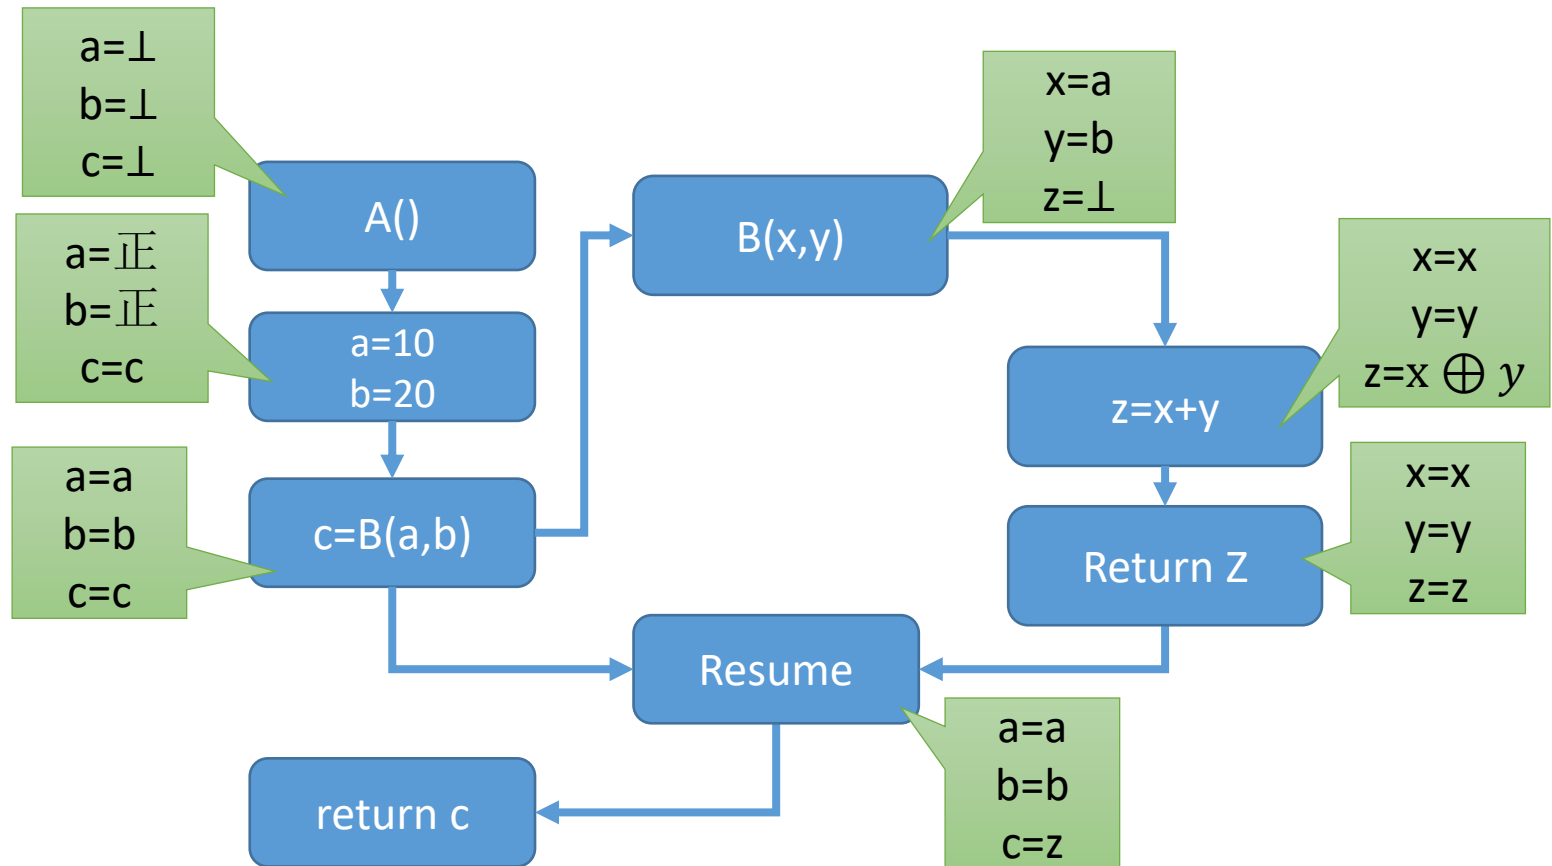 a=⊥
b=⊥
c=⊥
A()
a=正
b=正
c=c
a=10
b=20
a=a
b=b
c=c
c=B(a,b)
B(x,y)
x=a
y=b
z=⊥
x=x
y=y
z=x ⊕ y
z=x+y
x=x
y=y
z=z
Return Z
Resume
a=a
b=b
c=z
return c